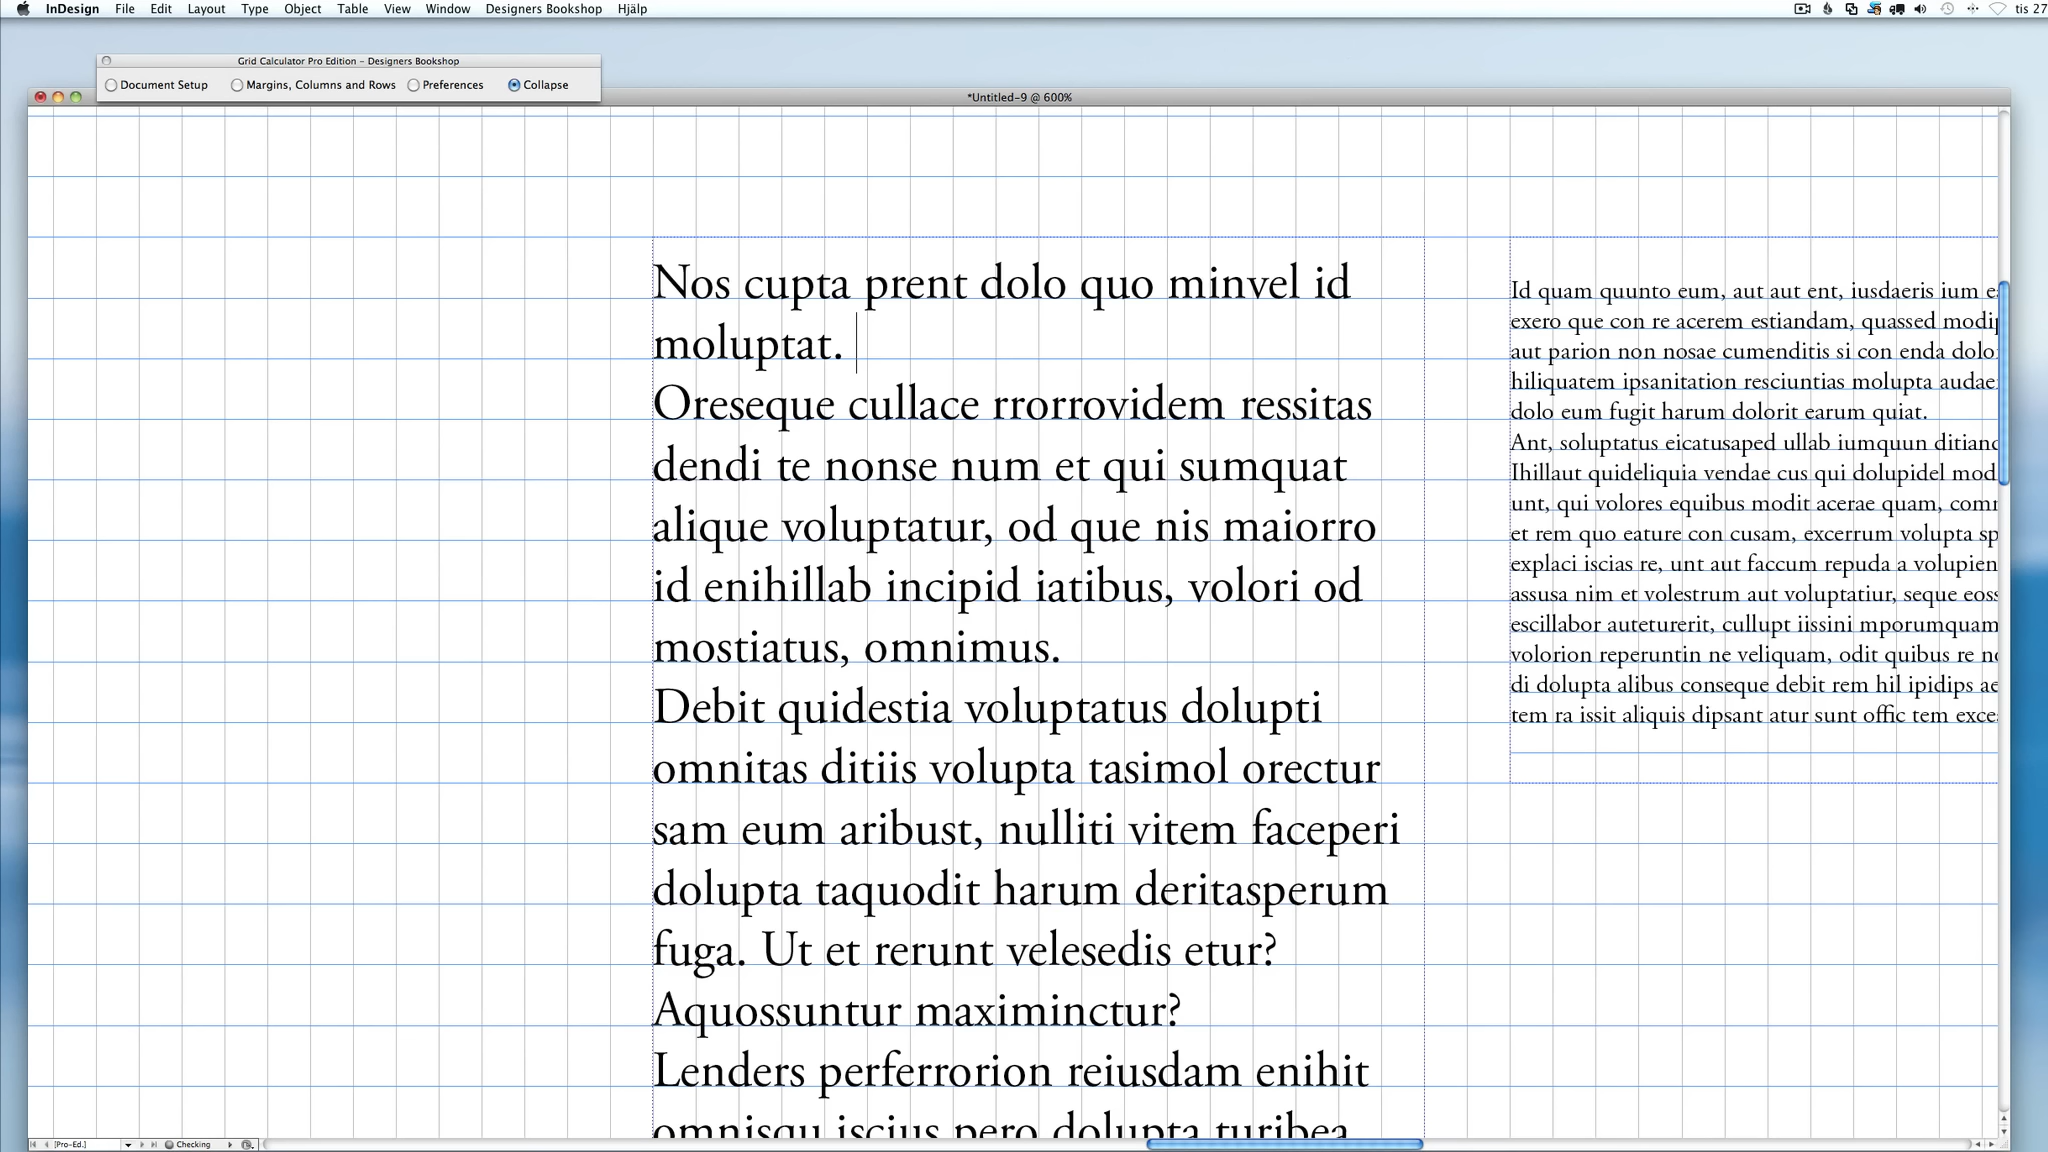 InDesign File Edit Layout Type Object Table View Window Designers Bookshop Hjälp tis 27
Grid Calculator Pro Edition – Designers Bookshop
Document Setup Margins, Columns and Rows Preferences Collapse
*Untitled-9 @ 600%
Nos cupta prent dolo quo minvel id
moluptat.
Oreseque cullace rrorrovidem ressitas
dendi te nonse num et qui sumquat
alique voluptatur, od que nis maiorro
id enihillab incipid iatibus, volori od
mostiatus, omnimus.
Debit quidestia voluptatus dolupti
omnitas ditiis volupta tasimol orectur
sam eum aribust, nulliti vitem faceperi
dolupta taquodit harum deritasperum
fuga. Ut et rerunt velesedis etur?
Aquossuntur maximinctur?
Lenders perferrorion reiusdam enihit
omnisqu iscius pero dolupta turibea
Id quam quunto eum, aut aut ent, iusdaeris ium
exero que con re acerem estiandam, quassed
aut parion non nosae cumenditis si con enda
hiliquatem ipsanitation resciuntias molupta
dolo eum fugit harum dolorit earum quiat.
Ant, soluptatus eicatusaped ullab iumquun
Ihillaut quideliquia vendae cus qui dolupidel
unt, qui volores equibus modit acerae quam,
et rem quo eature con cusam, excerrum volupta
explaci iscias re, unt aut faccum repuda a
assusa nim et volestrum aut voluptatiur, seque
escillabor auteturerit, cullupt iissini
volorion reperuntin ne veliquam, odit quibus re
di dolupta alibus conseque debit rem hil ipidips
tem ra issit aliquis dipsant atur sunt offic tem
[Pro-Ed.] Checking